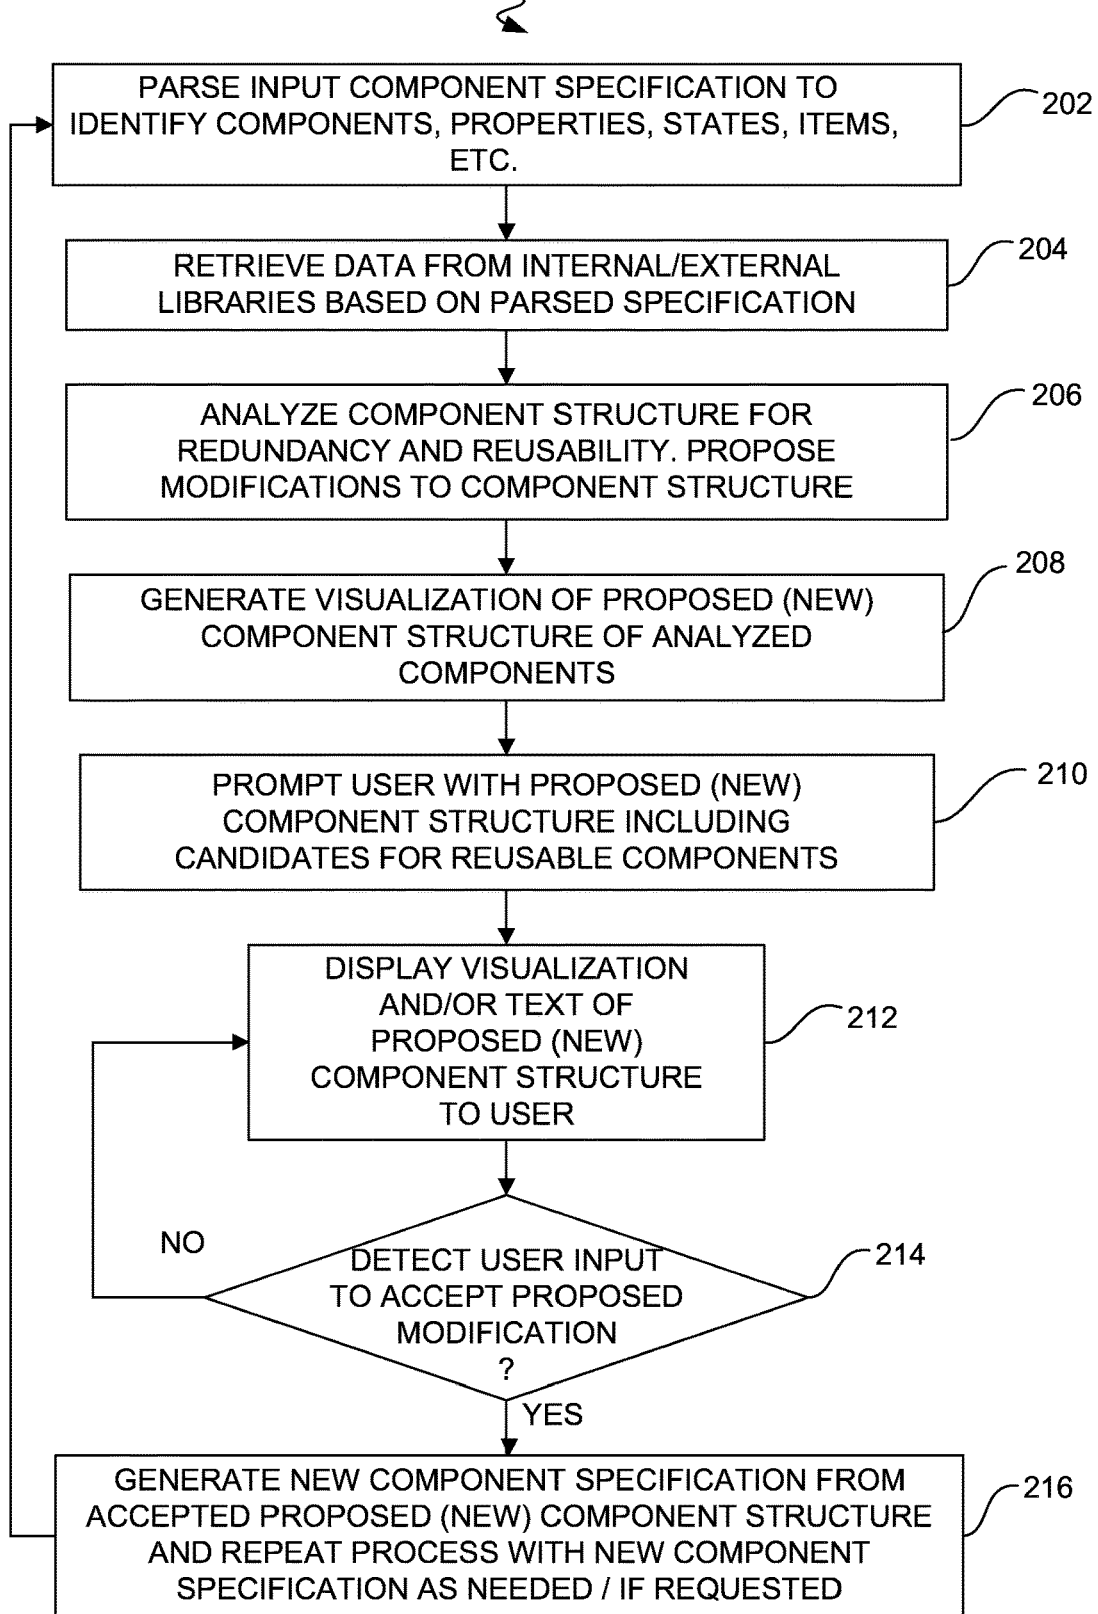 PARSE INPUT COMPONENT SPECIFICATION TO
IDENTIFY COMPONENTS, PROPERTIES, STATES, ITEMS,
ETC.
202
RETRIEVE DATA FROM INTERNAL/EXTERNAL
LIBRARIES BASED ON PARSED SPECIFICATION
204
ANALYZE COMPONENT STRUCTURE FOR
REDUNDANCY AND REUSABILITY. PROPOSE
MODIFICATIONS TO COMPONENT STRUCTURE
206
GENERATE VISUALIZATION OF PROPOSED (NEW)
COMPONENT STRUCTURE OF ANALYZED
COMPONENTS
208
PROMPT USER WITH PROPOSED (NEW)
COMPONENT STRUCTURE INCLUDING
CANDIDATES FOR REUSABLE COMPONENTS
210
DISPLAY VISUALIZATION
AND/OR TEXT OF
PROPOSED (NEW)
COMPONENT STRUCTURE
TO USER
212
NO
DETECT USER INPUT
TO ACCEPT PROPOSED
MODIFICATION
?
214
YES
GENERATE NEW COMPONENT SPECIFICATION FROM
ACCEPTED PROPOSED (NEW) COMPONENT STRUCTURE
AND REPEAT PROCESS WITH NEW COMPONENT
SPECIFICATION AS NEEDED / IF REQUESTED
216